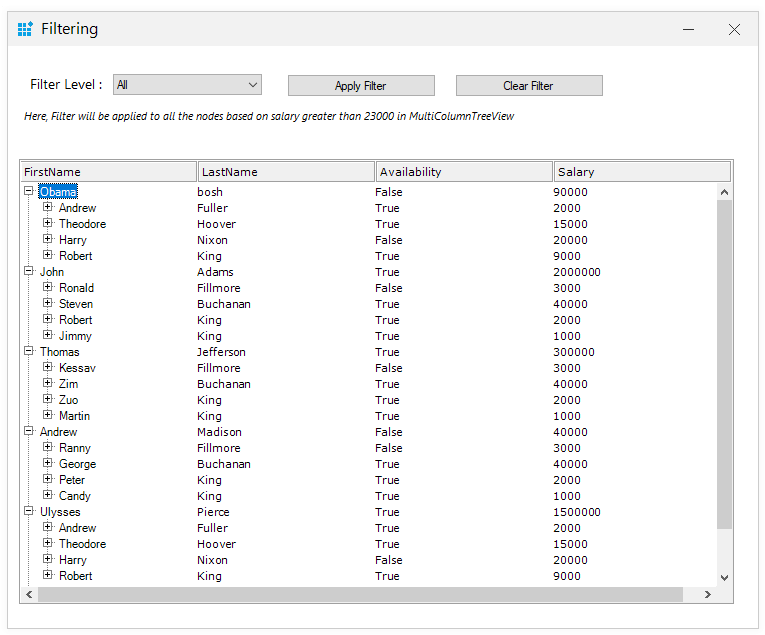 Filtering
Filter Level : All Apply Filter Clear Filter
Here, Filter will be applied to all the nodes based on salary greater than 23000 in MultiColumnTreeView
FirstName LastName Availability Salary
Obama bosh False 90000
Andrew Fuller True 2000
Theodore Hoover True 15000
Harry Nixon False 20000
Robert King True 9000
John Adams True 2000000
Ronald Fillmore False 3000
Steven Buchanan True 40000
Robert King True 2000
Jimmy King True 1000
Thomas Jefferson True 300000
Kessav Fillmore False 3000
Zim Buchanan True 40000
Zuo King True 2000
Martin King True 1000
Andrew Madison False 40000
Ranny Fillmore False 3000
George Buchanan True 40000
Peter King True 2000
Candy King True 1000
Ulysses Pierce True 1500000
Andrew Fuller True 2000
Theodore Hoover True 15000
Harry Nixon False 20000
Robert King True 9000